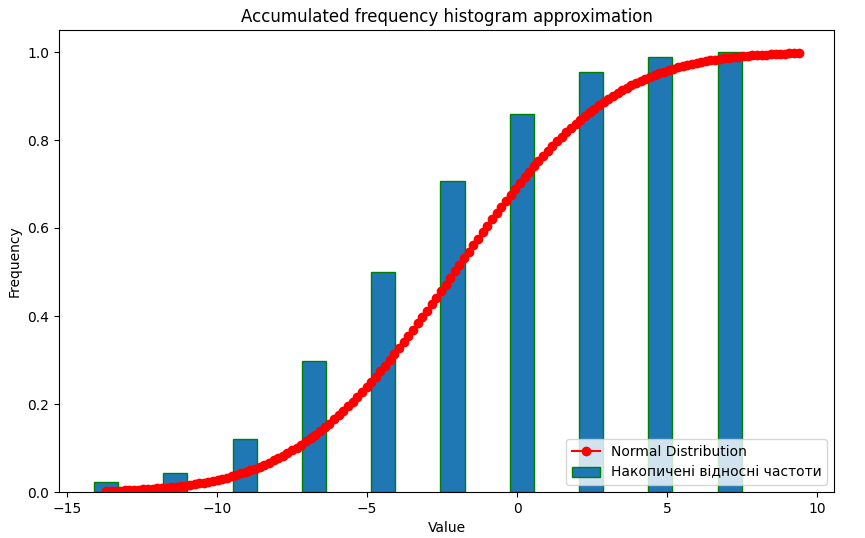 Accumulated frequency histogram approximation
1.0
0.8
0.6
0.4
0.2
0.0
Frequency
−15
−10
−5
0
5
10
Value
Normal Distribution
Накопичені відносні частоти